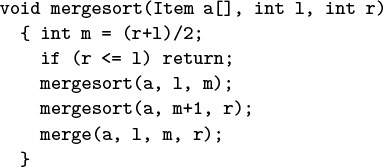 void mergesort(Item a[], int l, int r)
{ int m = (r+l)/2;
if (r <= l) return;
mergesort(a, l, m);
mergesort(a, m+1, r);
merge(a, l, m, r);
}